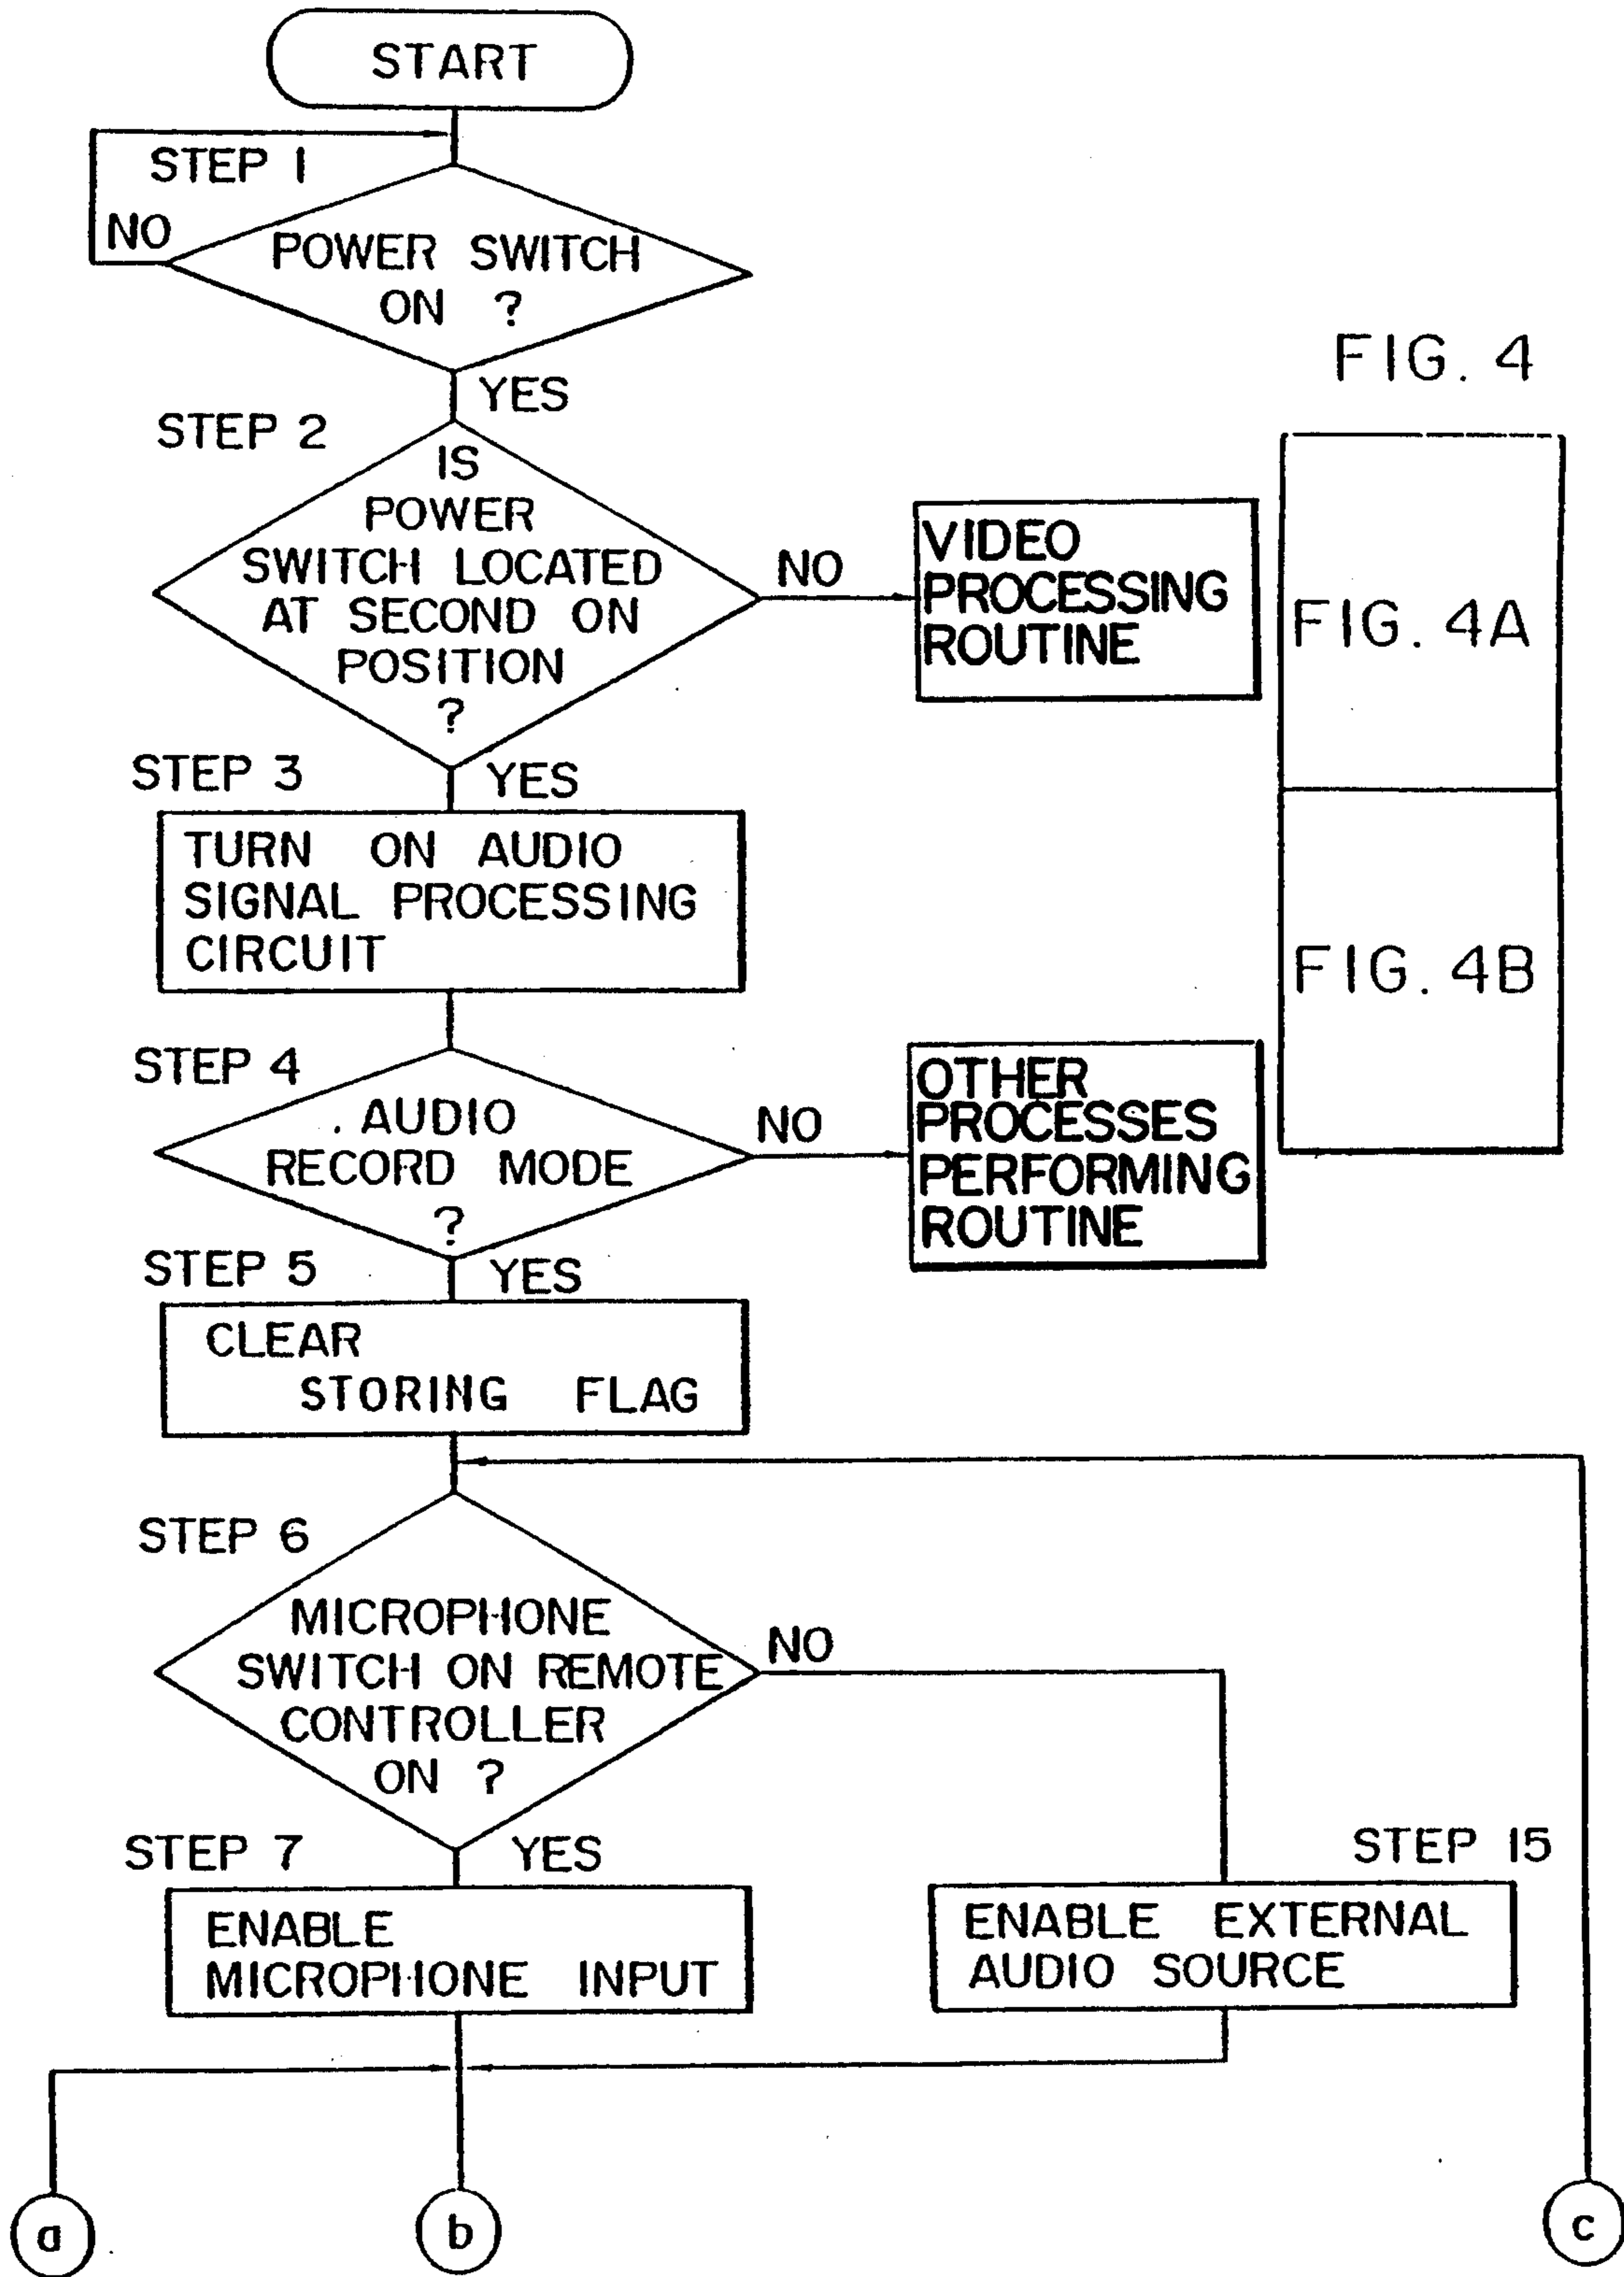 START
STEP 1
NO
POWER SWITCH
ON ?
YES
FIG. 4
STEP 2
IS
POWER
SWITCH LOCATED
AT SECOND ON
POSITION
?
NO
VIDEO
PROCESSING
ROUTINE
FIG. 4A
STEP 3
YES
TURN ON AUDIO
SIGNAL PROCESSING
CIRCUIT
FIG. 4B
STEP 4
AUDIO
RECORD MODE
?
NO
OTHER
PROCESSES
PERFORMING
ROUTINE
STEP 5
YES
CLEAR
STORING FLAG
STEP 6
MICROPHONE
SWITCH ON REMOTE
CONTROLLER
ON ?
NO
STEP 7
YES
ENABLE
MICROPHONE INPUT
STEP 15
ENABLE EXTERNAL
AUDIO SOURCE
a
b
c